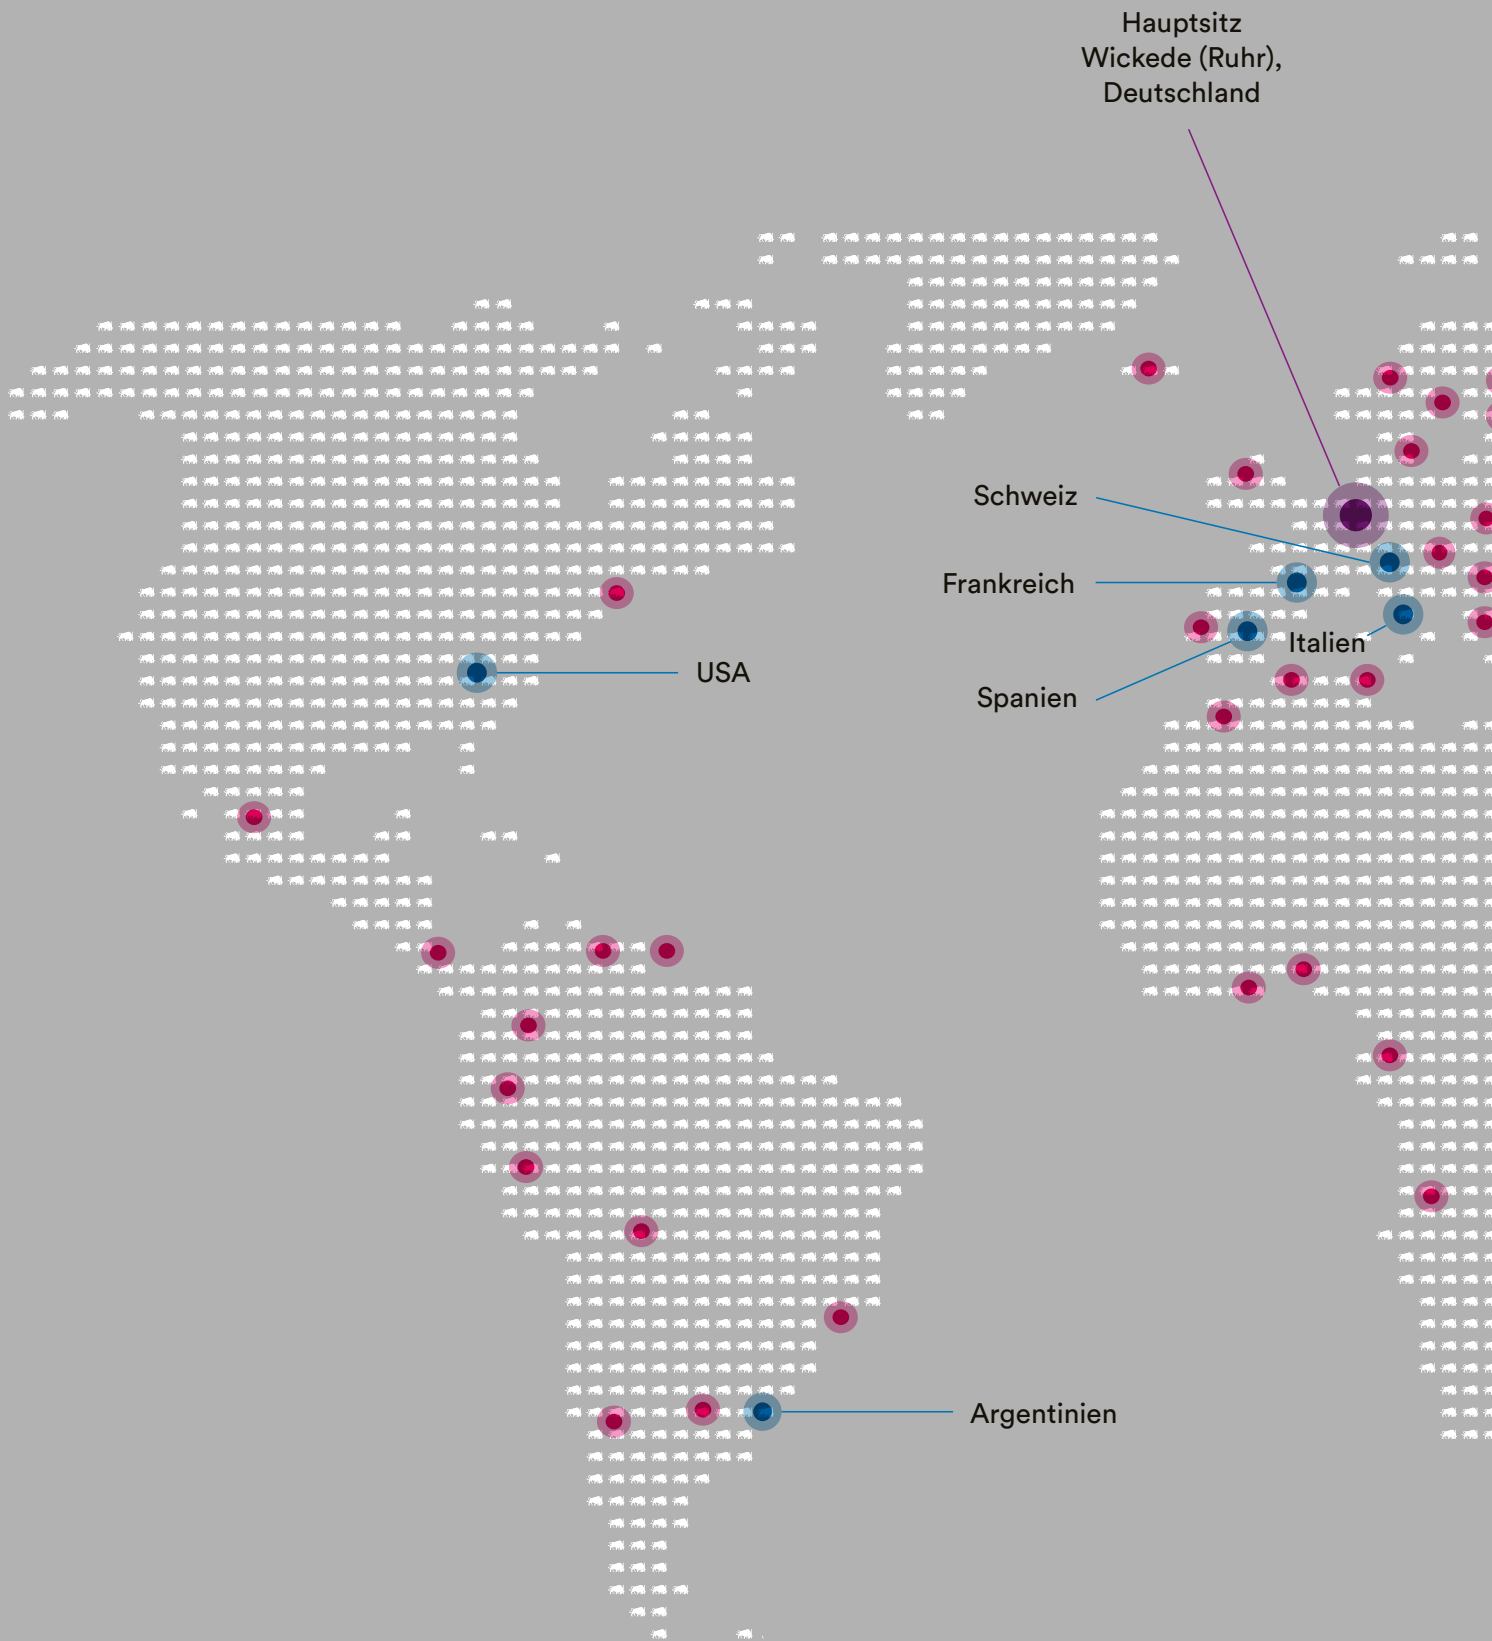 Hauptsitz
Wickede (Ruhr),
Deutschland
Schweiz
Frankreich
Italien
USA
Spanien
Argentinien